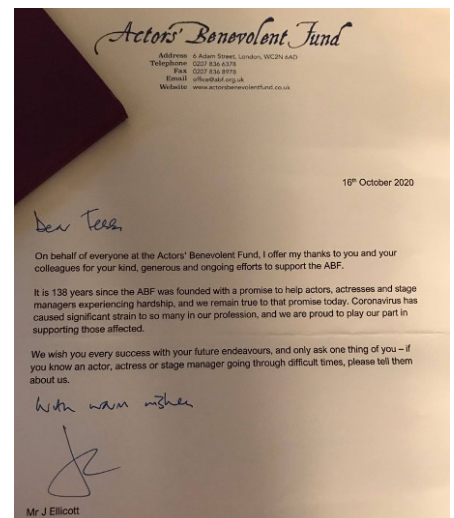 Actors' Benevolent Fund
Address 6 Adam Street, London, WC2N 6AD
Telephone 0207 836 6378
Fax 0207 836 8978
Email office@abf.org.uk
Website www.actorsbenevolentfund.co.uk
16th October 2020
Dear Tess
On behalf of everyone at the Actors' Benevolent Fund, I offer my thanks to you and your
colleagues for your kind, generous and ongoing efforts to support the ABF.
It is 138 years since the ABF was founded with a promise to help actors, actresses and stage
managers experiencing hardship, and we remain true to that promise today. Coronavirus has
caused significant strain to so many in our profession, and we are proud to play our part in
supporting those affected.
We wish you every success with your future endeavours, and only ask one thing of you – if
you know an actor, actress or stage manager going through difficult times, please tell them
about us.
With warm wishes
Mr J Ellicott